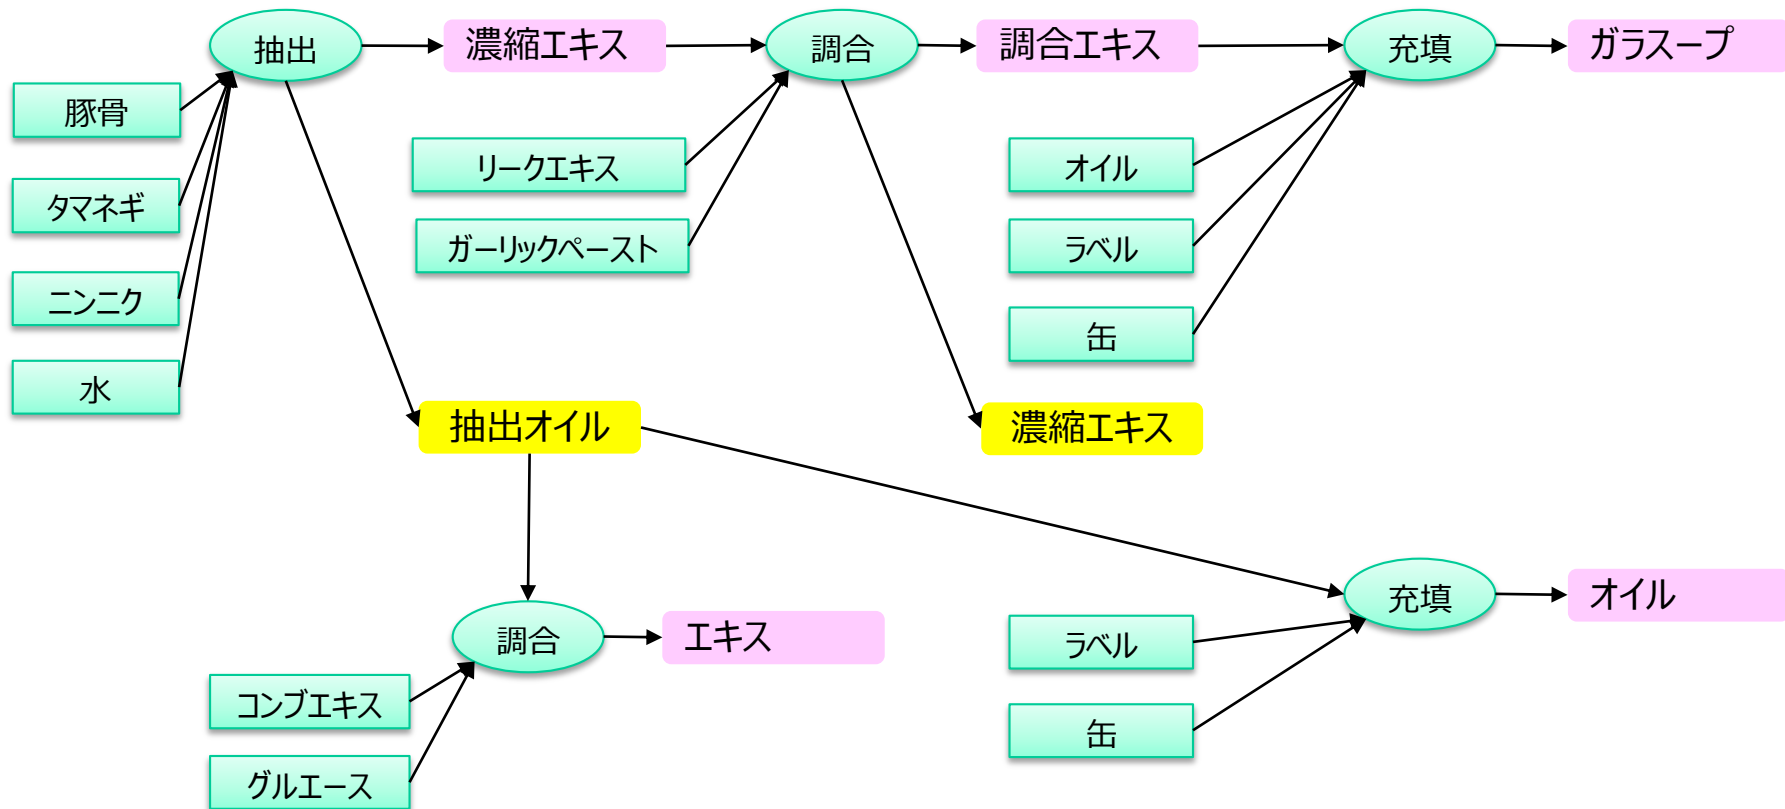 抽出
濃縮エキス
調合
調合エキス
充填
ガラスープ
豚骨
タマネギ
ニンニク
水
リークエキス
ガーリックペースト
オイル
ラベル
缶
抽出オイル
濃縮エキス
調合
エキス
コンブエキス
グルエース
充填
オイル
ラベル
缶